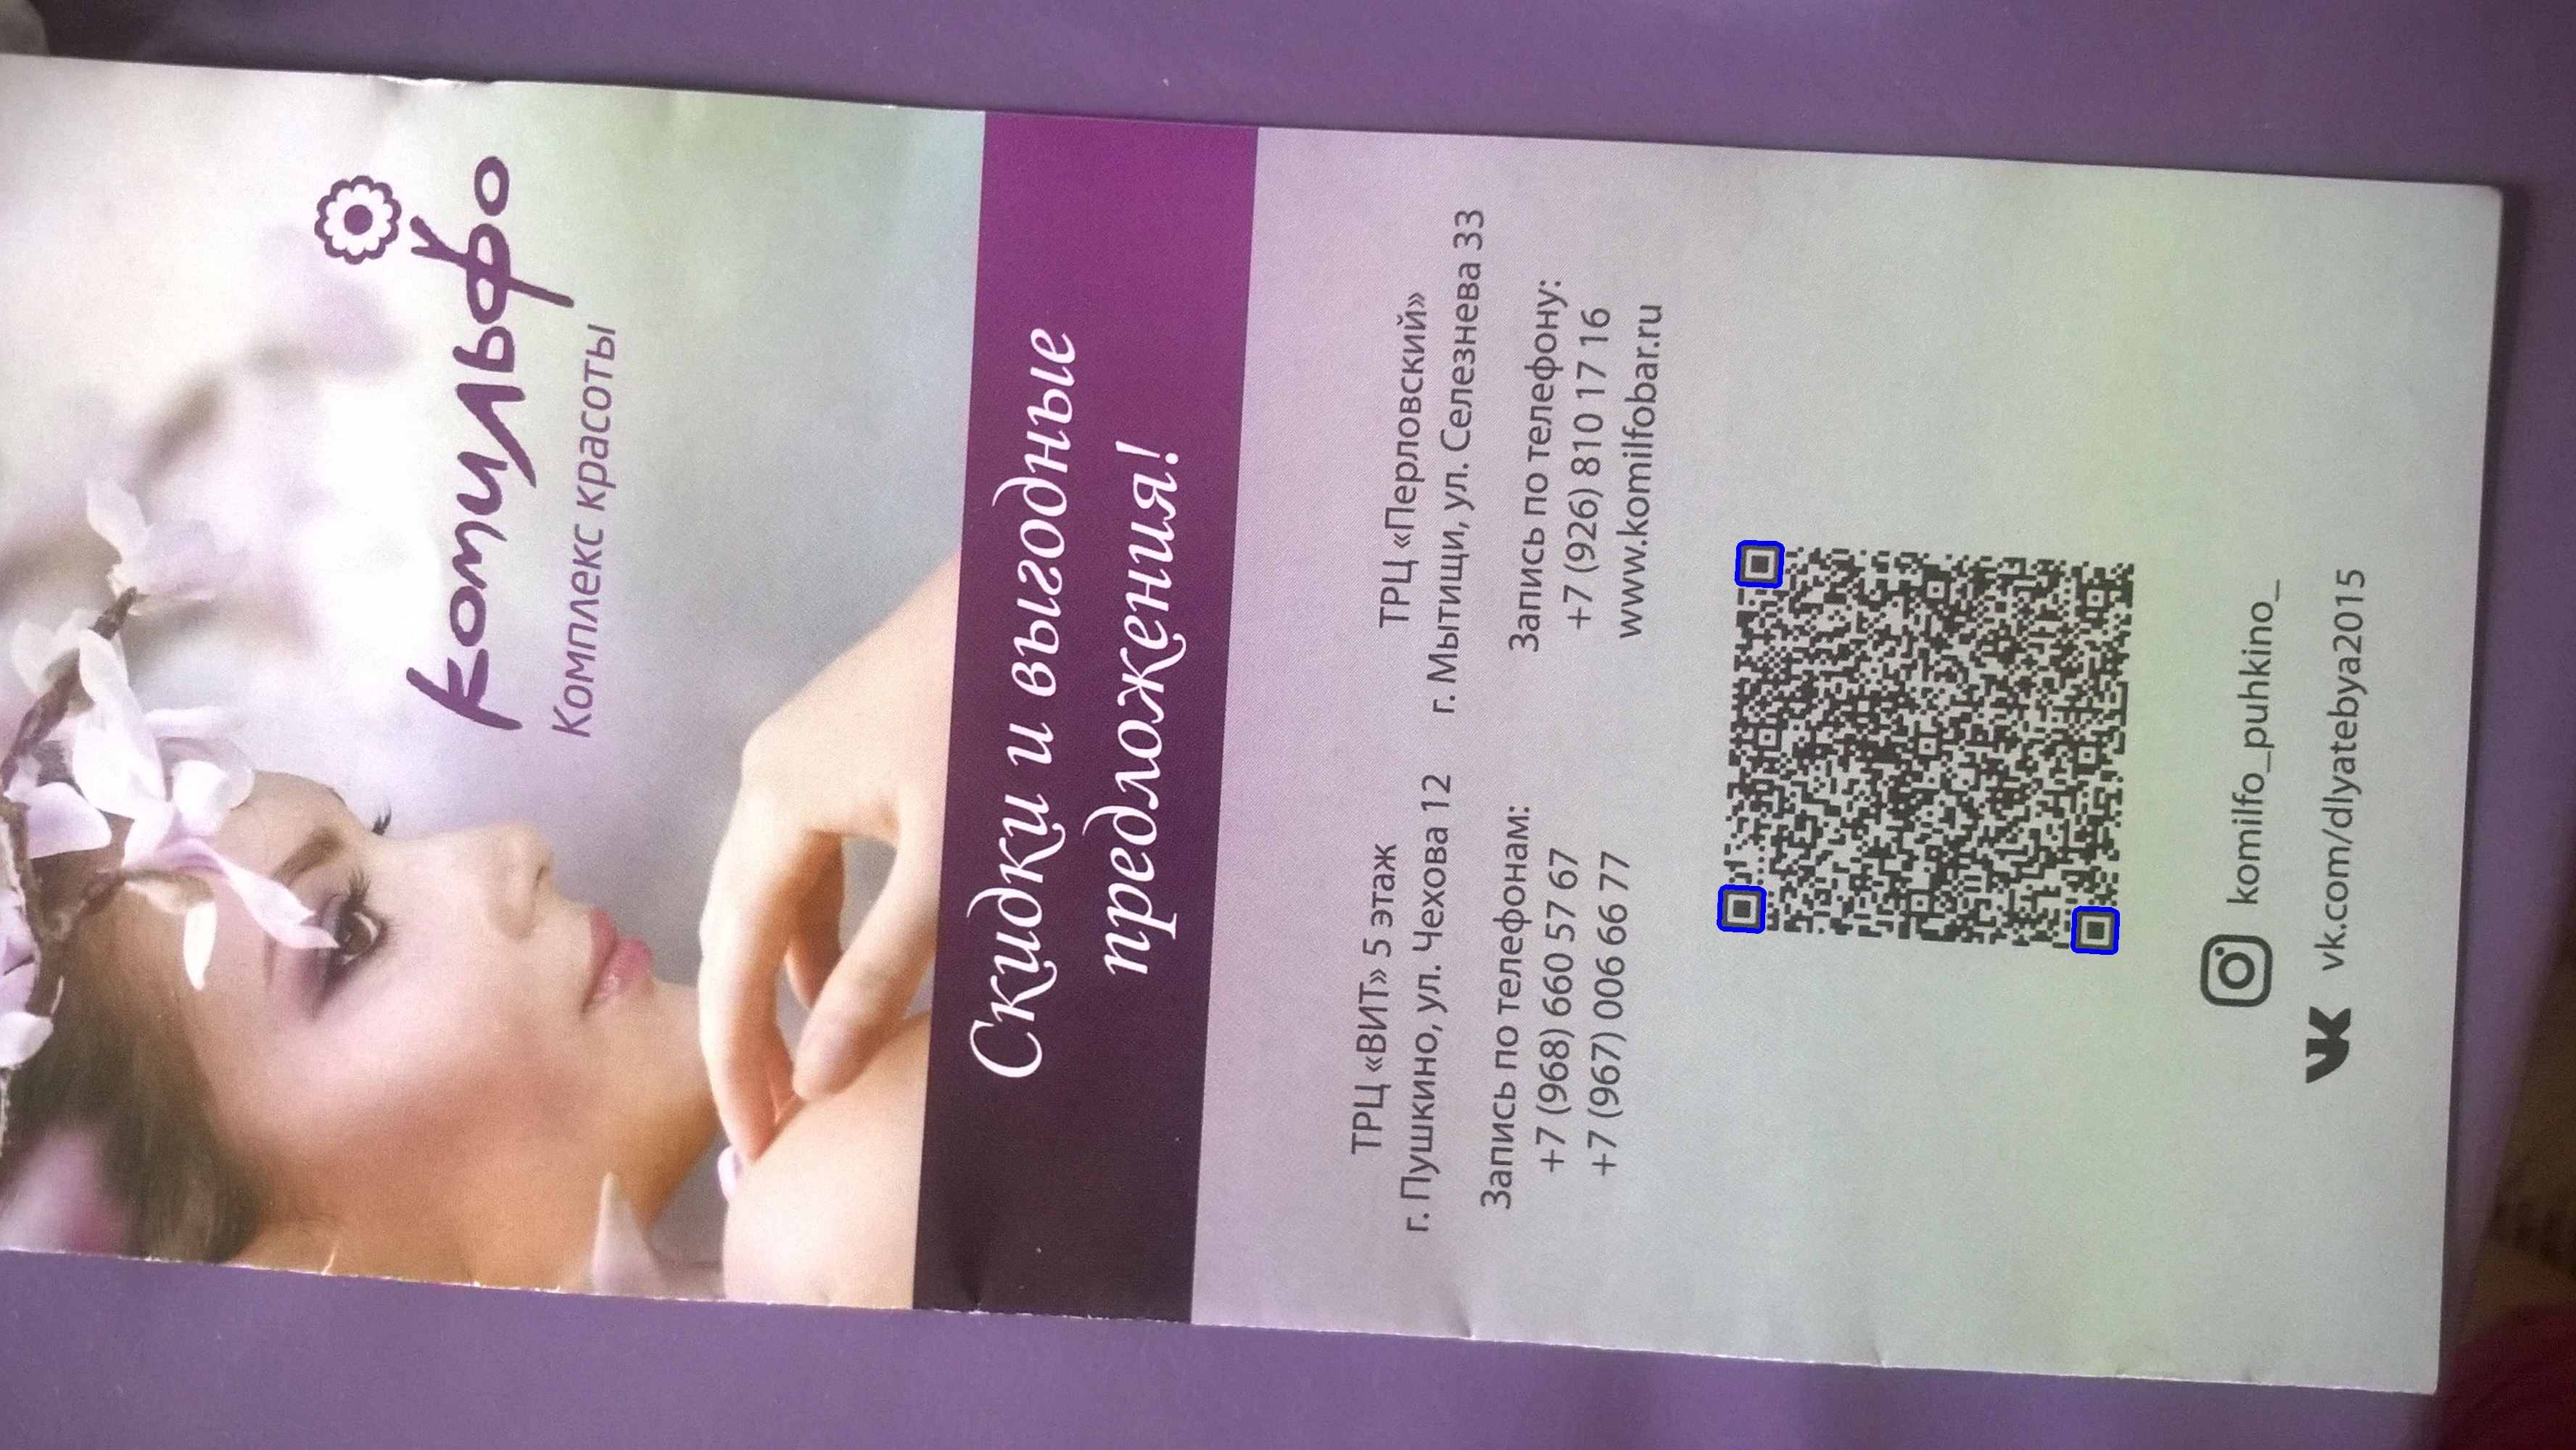 комильфо
Комплекс красоты
Скидки и выгодные
предложения!
ТРЦ «ВИТ» 5 этаж
г. Пушкино, ул. Чехова 12
Запись по телефонам:
+7 (968) 660 57 67
+7 (967) 006 66 77
ТРЦ «Перловский»
г. Мытищи, ул. Селезнева 33
Запись по телефону:
+7 (926) 810 17 16
www.komilfobar.ru
komilfo_puhkino_
vk.com/dlyatebya2015